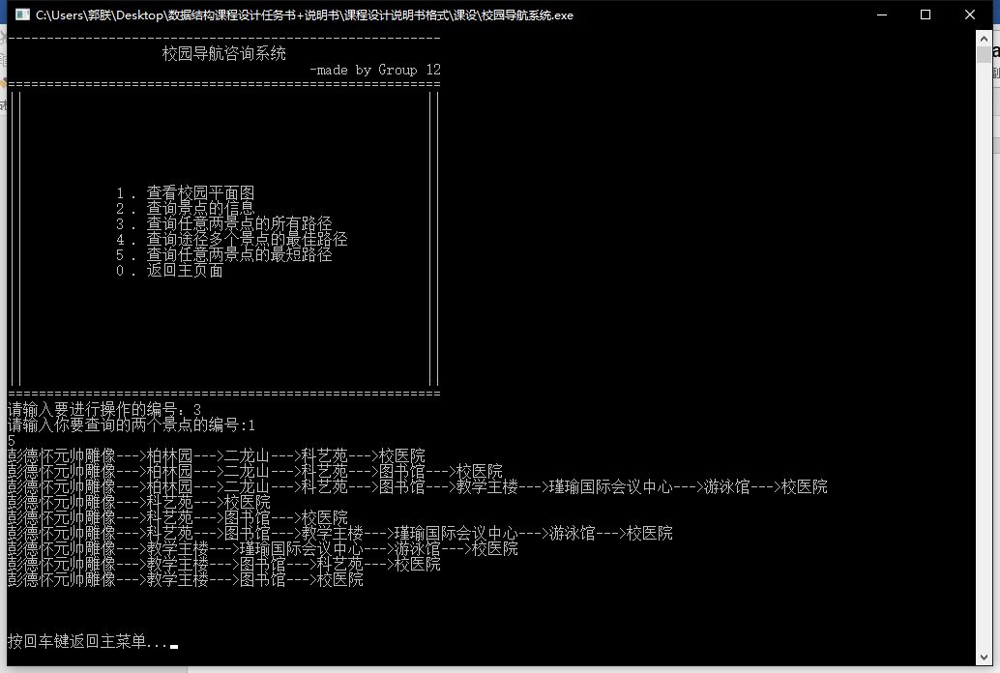 C:\Users\郭朕\Desktop\数据结构课程设计任务书+说明书\课程设计说明书格式\课设\校园导航系统.exe
--------------------------------------------------------
校园导航咨询系统
-made by Group 12
========================================================
1．查看校园平面图
2．查询景点的信息
3．查询任意两景点的所有路径
4．查询途径多个景点的最佳路径
5．查询任意两景点的最短路径
0．返回主页面
========================================================
请输入要进行操作的编号：3
请输入你要查询的两个景点的编号:1
5
彭德怀元帅雕像--->柏林园--->二龙山--->科艺苑--->校医院
彭德怀元帅雕像--->柏林园--->二龙山--->科艺苑--->图书馆--->校医院
彭德怀元帅雕像--->柏林园--->二龙山--->科艺苑--->图书馆--->教学主楼--->瑾瑜国际会议中心--->游泳馆--->校医院
彭德怀元帅雕像--->科艺苑--->校医院
彭德怀元帅雕像--->科艺苑--->图书馆--->校医院
彭德怀元帅雕像--->科艺苑--->图书馆--->教学主楼--->瑾瑜国际会议中心--->游泳馆--->校医院
彭德怀元帅雕像--->教学主楼--->瑾瑜国际会议中心--->游泳馆--->校医院
彭德怀元帅雕像--->教学主楼--->图书馆--->科艺苑--->校医院
彭德怀元帅雕像--->教学主楼--->图书馆--->校医院
按回车键返回主菜单...